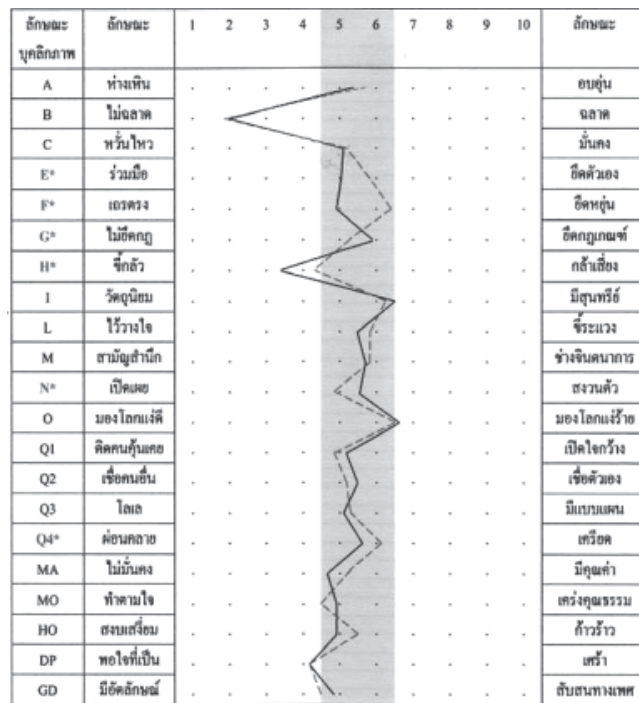 ลักษณะบุคลิกภาพ ลักษณะ 1 2 3 4 5 6 7 8 9 10 ลักษณะ
A ห่างเหิน อบอุ่น
B ไม่ฉลาด ฉลาด
C หวั่นไหว มั่นคง
E* ร่วมมือ ยึดตัวเอง
F* เถรตรง ยืดหยุ่น
G* ไม่ยึดกฎ ยึดกฎเกณฑ์
H* ขี้กลัว กล้าเสี่ยง
I วัตถุนิยม มีสุนทรีย์
L ไว้วางใจ ขี้ระแวง
M สามัญสำนึก ช่างจินตนาการ
N* เปิดเผย สงวนตัว
O มองโลกแง่ดี มองโลกแง่ร้าย
Q1 คิดคนคุ้นเคย เปิดใจกว้าง
Q2 เชื่อคนอื่น เชื่อตัวเอง
Q3 โลเล มีแบบแผน
Q4* ผ่อนคลาย เครียด
MA ไม่มั่นคง มีคุณค่า
MO ทำตามใจ เคร่งคุณธรรม
HO สงบเสงี่ยม ก้าวร้าว
DP พอใจที่เป็น เศร้า
GD มีอัตลักษณ์ สับสนทางเพศ